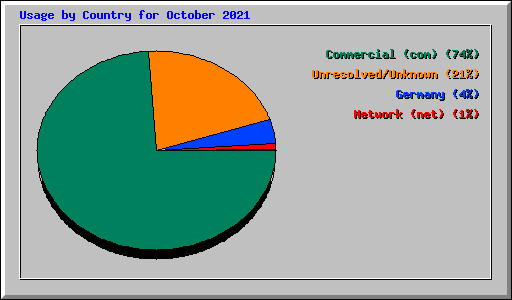 Usage by Country for October 2021
Commercial (com) (74%)
Unresolved/Unknown (21%)
Germany (4%)
Network (net) (1%)